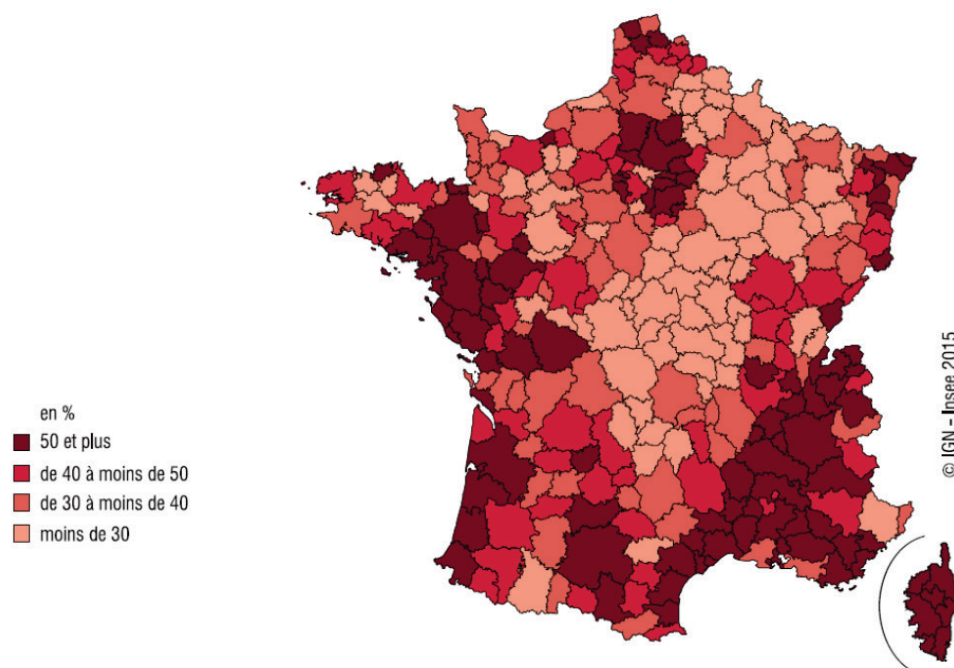 en %
50 et plus
de 40 à moins de 50
de 30 à moins de 40
moins de 30
© IGN - Insee 2015